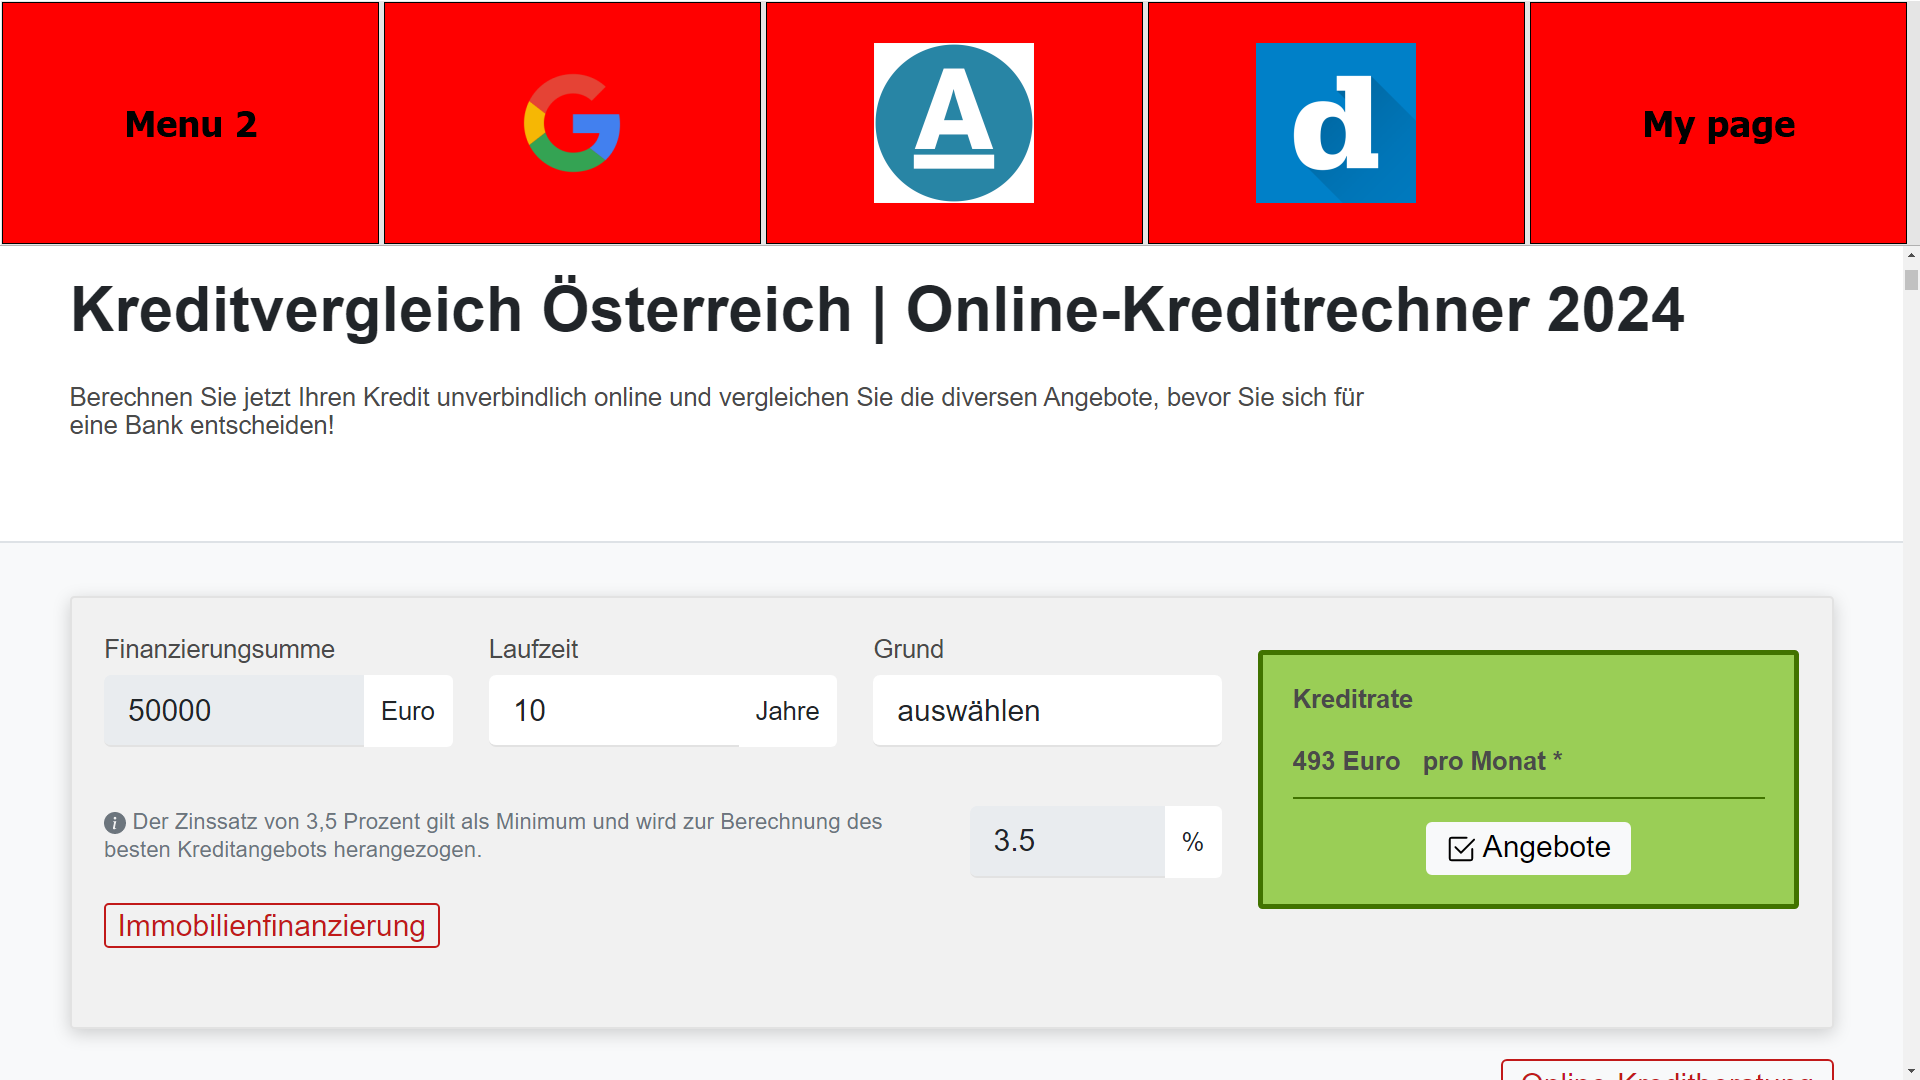 Menu 2
G
A
d
My page
Kreditvergleich Österreich | Online-Kreditrechner 2024
Berechnen Sie jetzt Ihren Kredit unverbindlich online und vergleichen Sie die diversen Angebote, bevor Sie sich für
eine Bank entscheiden!
Finanzierungsumme
50000 Euro
Laufzeit
10 Jahre
Grund
auswählen
Der Zinssatz von 3,5 Prozent gilt als Minimum und wird zur Berechnung des
besten Kreditangebots herangezogen.
3.5 %
Immobilienfinanzierung
Kreditrate
493 Euro pro Monat *
Angebote
Online-Kreditberatung